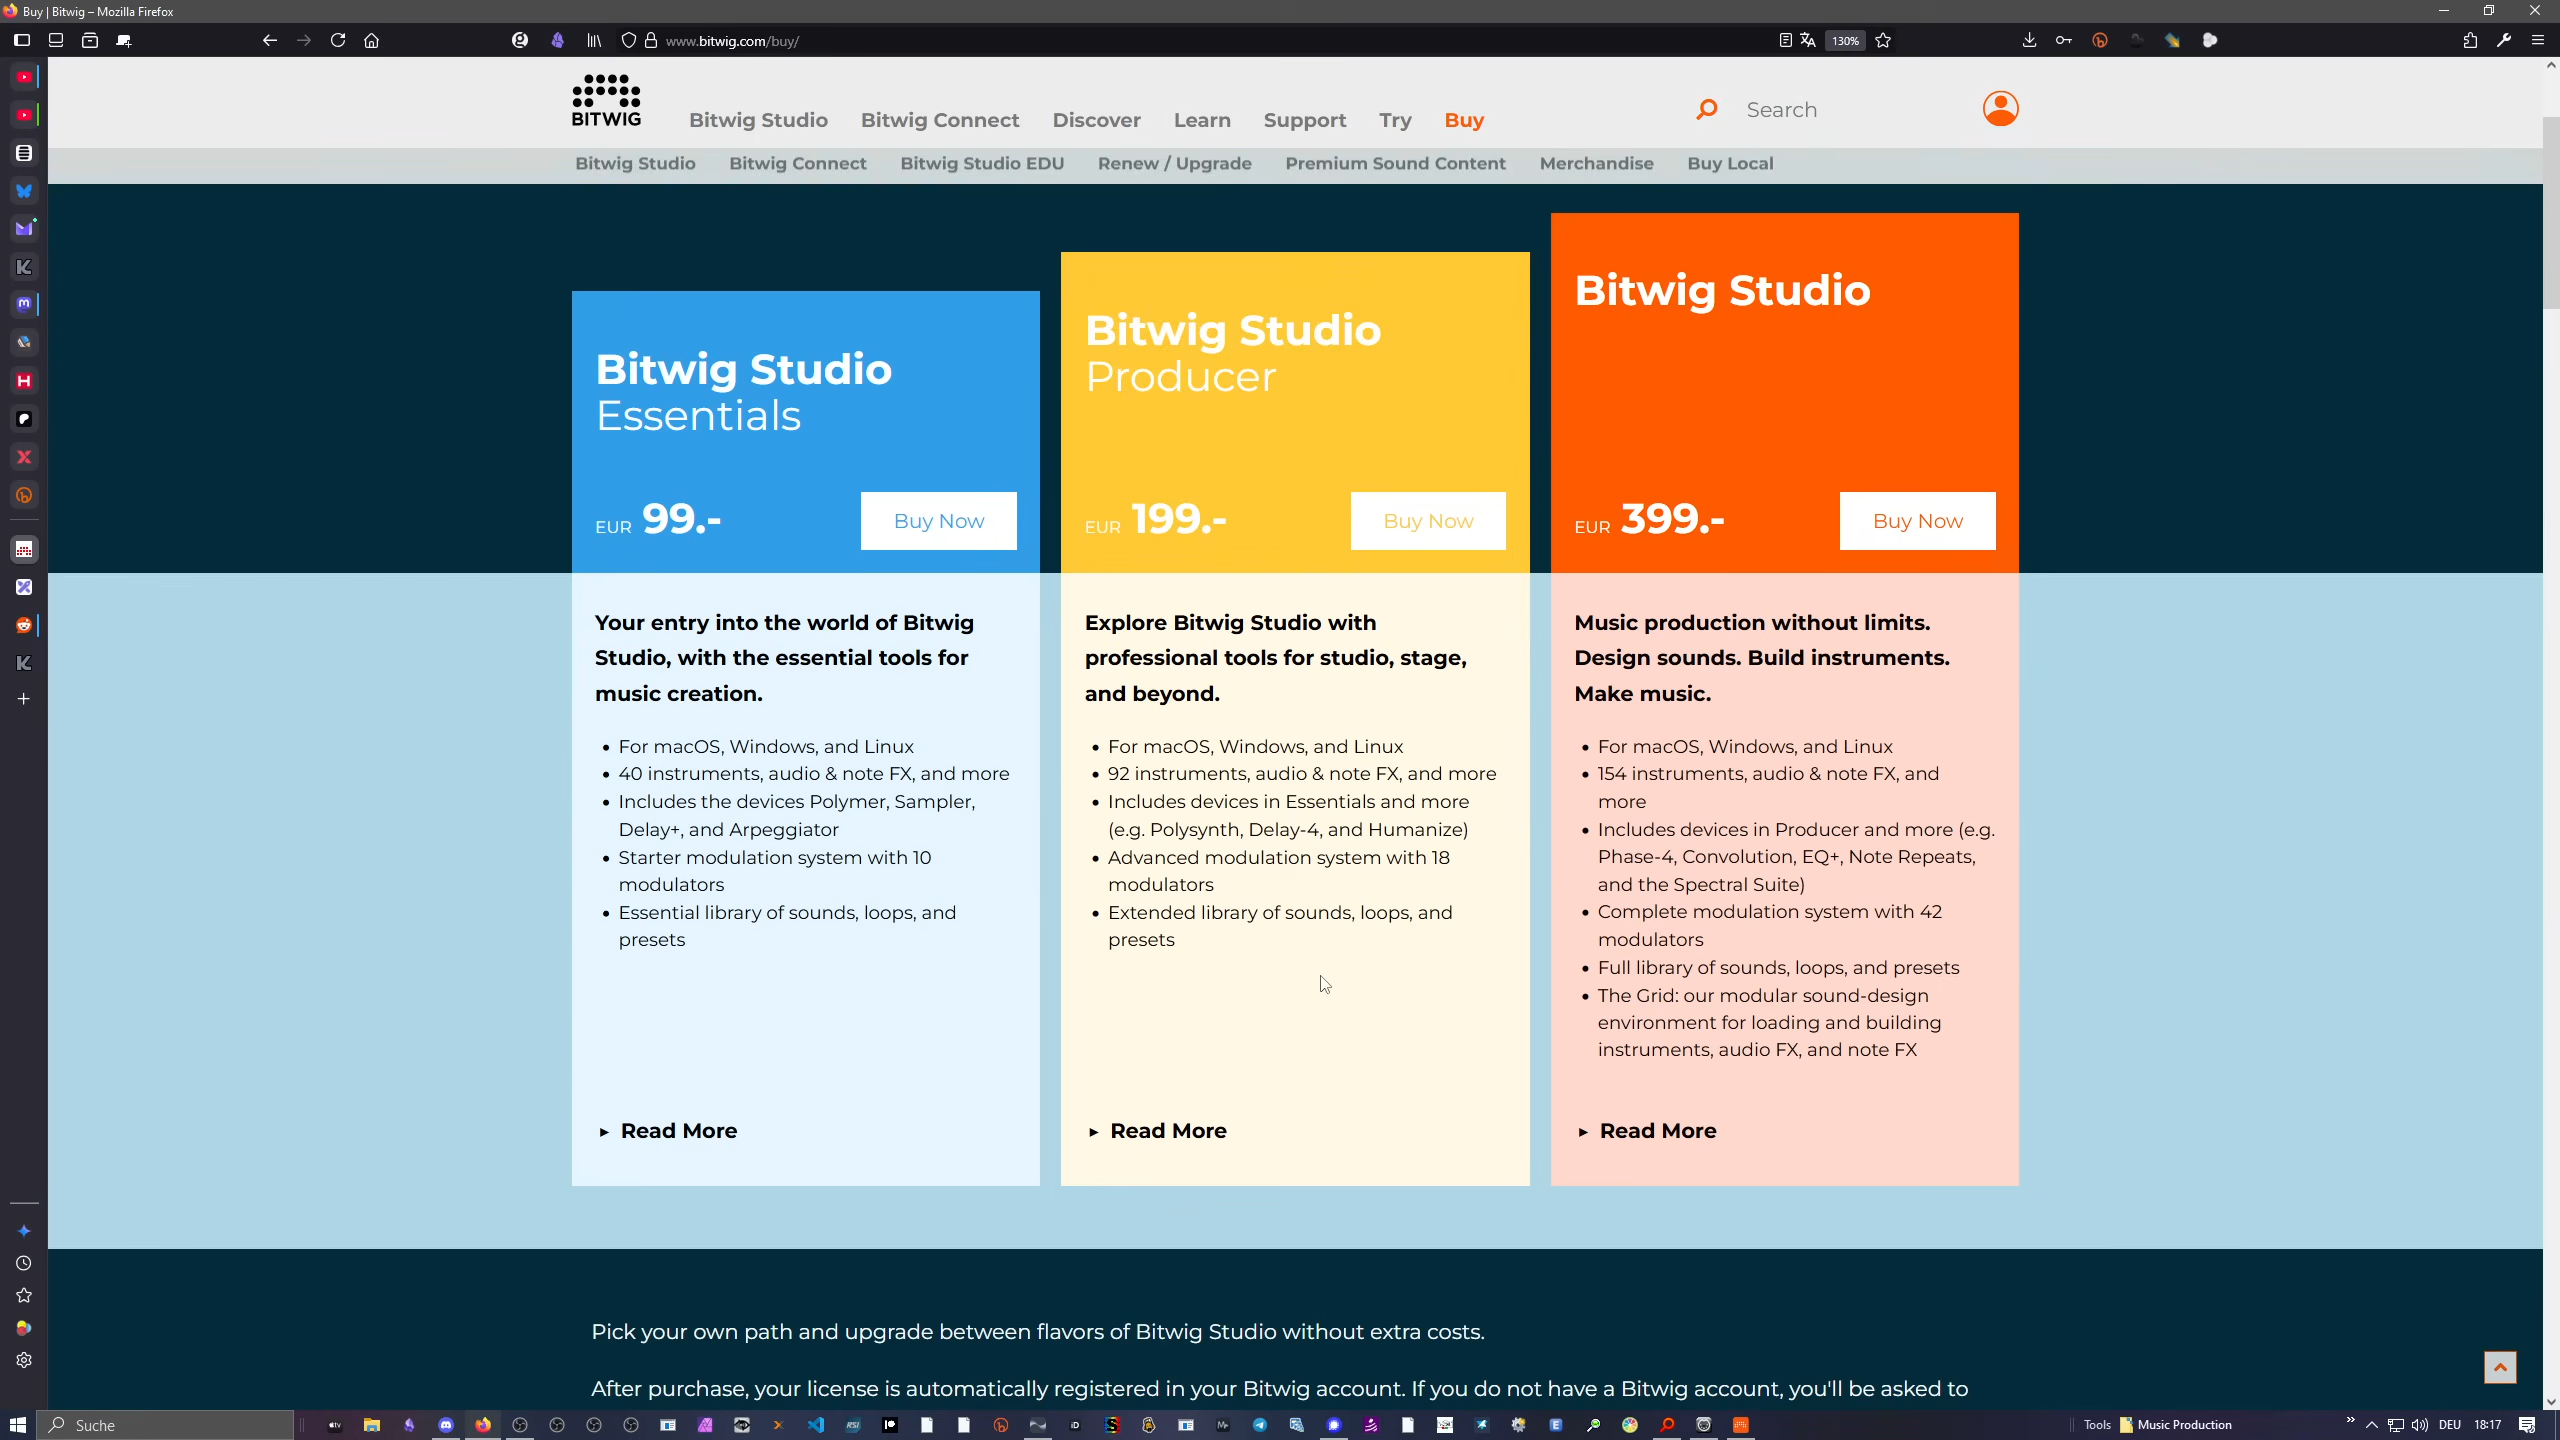 Buy | Bitwig – Mozilla Firefox
www.bitwig.com/buy/
130%
BITWIG
Bitwig Studio
Bitwig Connect
Discover
Learn
Support
Try
Buy
Search
Bitwig Studio
Bitwig Connect
Bitwig Studio EDU
Renew / Upgrade
Premium Sound Content
Merchandise
Buy Local
Bitwig Studio
Essentials
EUR 99.-
Buy Now
Your entry into the world of Bitwig
Studio, with the essential tools for
music creation.
• For macOS, Windows, and Linux
• 40 instruments, audio & note FX, and more
• Includes the devices Polymer, Sampler,
Delay+, and Arpeggiator
• Starter modulation system with 10
modulators
• Essential library of sounds, loops, and
presets
► Read More
Bitwig Studio
Producer
EUR 199.-
Buy Now
Explore Bitwig Studio with
professional tools for studio, stage,
and beyond.
• For macOS, Windows, and Linux
• 92 instruments, audio & note FX, and more
• Includes devices in Essentials and more
(e.g. Polysynth, Delay-4, and Humanize)
• Advanced modulation system with 18
modulators
• Extended library of sounds, loops, and
presets
► Read More
Bitwig Studio
EUR 399.-
Buy Now
Music production without limits.
Design sounds. Build instruments.
Make music.
• For macOS, Windows, and Linux
• 154 instruments, audio & note FX, and
more
• Includes devices in Producer and more (e.g.
Phase-4, Convolution, EQ+, Note Repeats,
and the Spectral Suite)
• Complete modulation system with 42
modulators
• Full library of sounds, loops, and presets
• The Grid: our modular sound-design
environment for loading and building
instruments, audio FX, and note FX
► Read More
Pick your own path and upgrade between flavors of Bitwig Studio without extra costs.
After purchase, your license is automatically registered in your Bitwig account. If you do not have a Bitwig account, you'll be asked to
Suche
Tools
Music Production
DEU
18:17